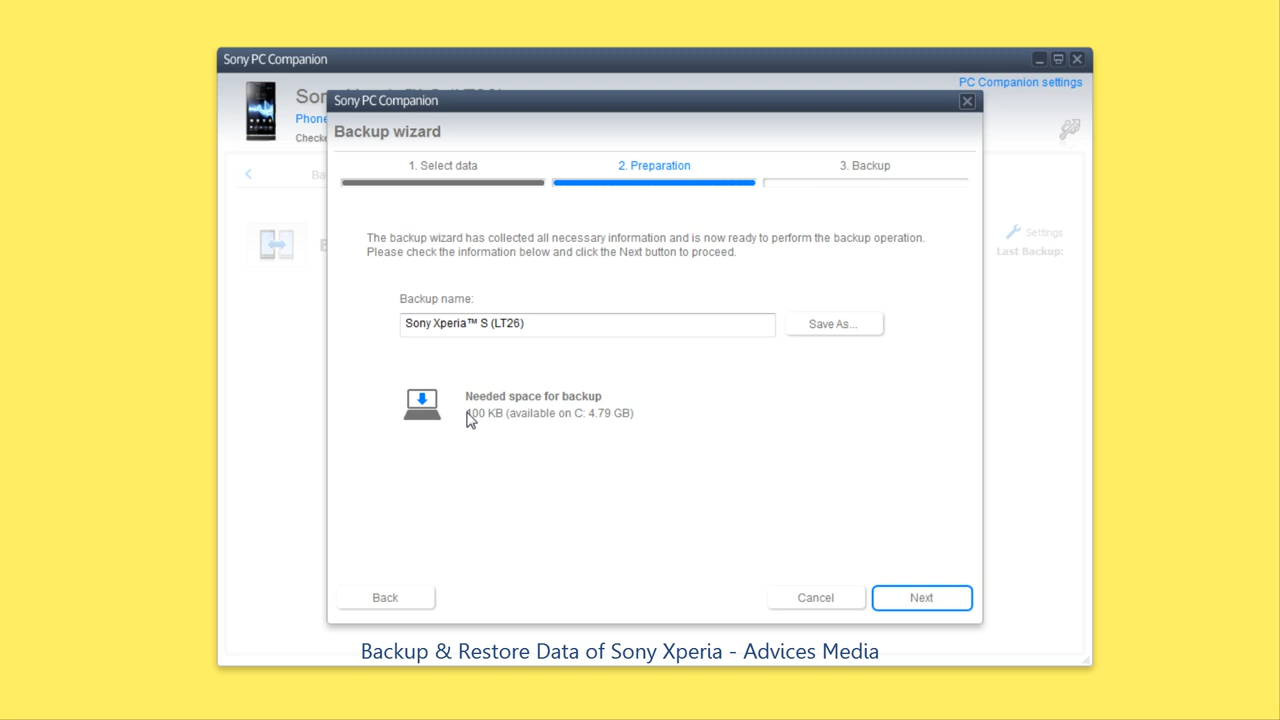 Sony PC Companion
PC Companion settings
Sony PC Companion
Phone
Backup wizard
1. Select data
2. Preparation
3. Backup
The backup wizard has collected all necessary information and is now ready to perform the backup operation.
Please check the information below and click the Next button to proceed.
Settings
Last Backup:
Backup name:
Sony Xperia™ S (LT26)
Save As...
Needed space for backup
400 KB (available on C: 4.79 GB)
Back
Cancel
Next
Backup & Restore Data of Sony Xperia - Advices Media